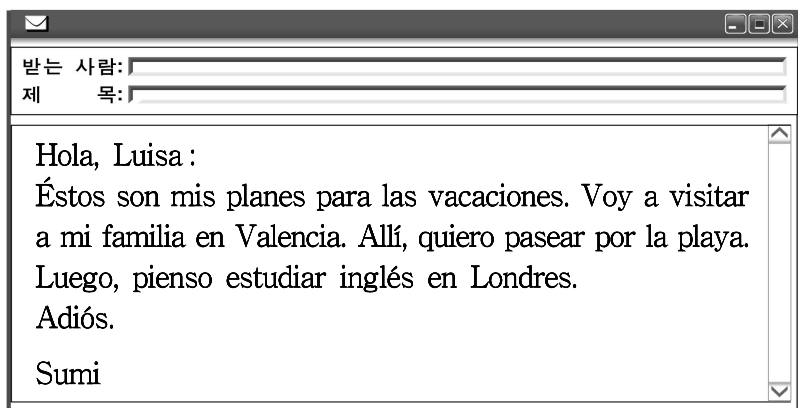 받는 사람:
제 목:
Hola, Luisa :
Éstos son mis planes para las vacaciones. Voy a visitar
a mi familia en Valencia. Allí, quiero pasear por la playa.
Luego, pienso estudiar inglés en Londres.
Adiós.
Sumi